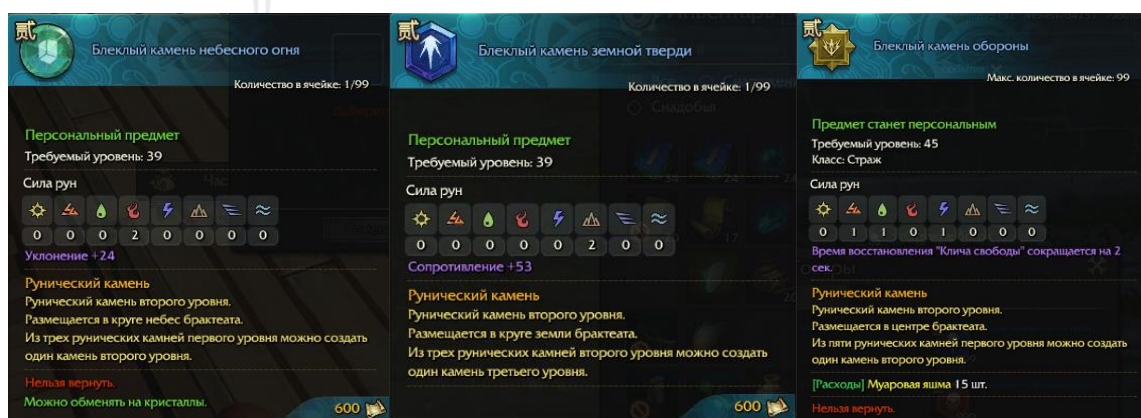 贰
Блеклый камень небесного огня
Количество в ячейке: 1/99
Персональный предмет
Требуемый уровень: 39
Сила рун
0 0 0 2 0 0 0 0
Уклонение +24
Рунический камень
Рунический камень второго уровня.
Размещается в круге небес брактеата.
Из трех рунических камней первого уровня можно создать
один камень второго уровня.
Нельзя вернуть.
Можно обменять на кристаллы.
600
贰
Блеклый камень земной тверди
Количество в ячейке: 1/99
Снадобья
Персональный предмет
Требуемый уровень: 39
Сила рун
0 0 0 0 0 2 0 0
Сопротивление +53
Рунический камень
Рунический камень второго уровня.
Размещается в круге земли брактеата.
Из трех рунических камней второго уровня можно создать
один камень третьего уровня.
600
贰
Блеклый камень обороны
Макс. количество в ячейке: 99
Предмет станет персональным
Требуемый уровень: 45
Класс: Страж
Сила рун
0 1 1 0 1 0 0 0
Время восстановления "Клича свободы" сокращается на 2
сек.
Рунический камень
Рунический камень второго уровня.
Размещается в центре брактеата.
Из пяти рунических камней первого уровня можно создать
один камень второго уровня.
[Расходы] Муаровая яшма 15 шт.
Нельзя вернуть.